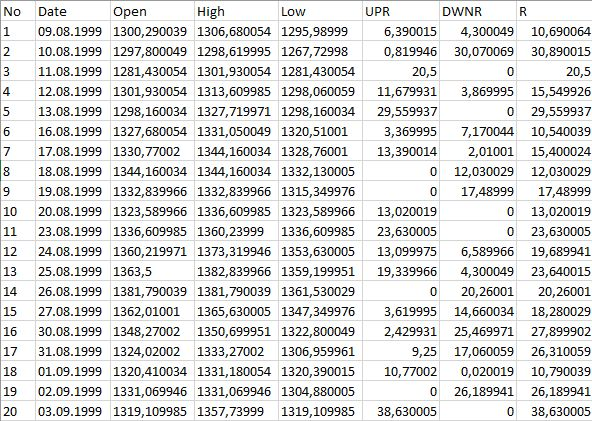 No Date Open High Low UPR DWNR R
1 09.08.1999 1300,290039 1306,680054 1295,98999 6,390015 4,300049 10,690064
2 10.08.1999 1297,800049 1298,619995 1267,72998 0,819946 30,070069 30,890015
3 11.08.1999 1281,430054 1301,930054 1281,430054 20,5 0 20,5
4 12.08.1999 1301,930054 1313,609985 1298,060059 11,679931 3,869995 15,549926
5 13.08.1999 1298,160034 1327,719971 1298,160034 29,559937 0 29,559937
6 16.08.1999 1327,680054 1331,050049 1320,51001 3,369995 7,170044 10,540039
7 17.08.1999 1330,77002 1344,160034 1328,76001 13,390014 2,01001 15,400024
8 18.08.1999 1344,160034 1344,160034 1332,130005 0 12,030029 12,030029
9 19.08.1999 1332,839966 1332,839966 1315,349976 0 17,48999 17,48999
10 20.08.1999 1323,589966 1336,609985 1323,589966 13,020019 0 13,020019
11 23.08.1999 1336,609985 1360,23999 1336,609985 23,630005 0 23,630005
12 24.08.1999 1360,219971 1373,319946 1353,630005 13,099975 6,589966 19,689941
13 25.08.1999 1363,5 1382,839966 1359,199951 19,339966 4,300049 23,640015
14 26.08.1999 1381,790039 1381,790039 1361,530029 0 20,26001 20,26001
15 27.08.1999 1362,01001 1365,630005 1347,349976 3,619995 14,660034 18,280029
16 30.08.1999 1348,27002 1350,699951 1322,800049 2,429931 25,469971 27,899902
17 31.08.1999 1324,02002 1333,27002 1306,959961 9,25 17,060059 26,310059
18 01.09.1999 1320,410034 1331,180054 1320,390015 10,77002 0,020019 10,790039
19 02.09.1999 1331,069946 1331,069946 1304,880005 0 26,189941 26,189941
20 03.09.1999 1319,109985 1357,73999 1319,109985 38,630005 0 38,630005